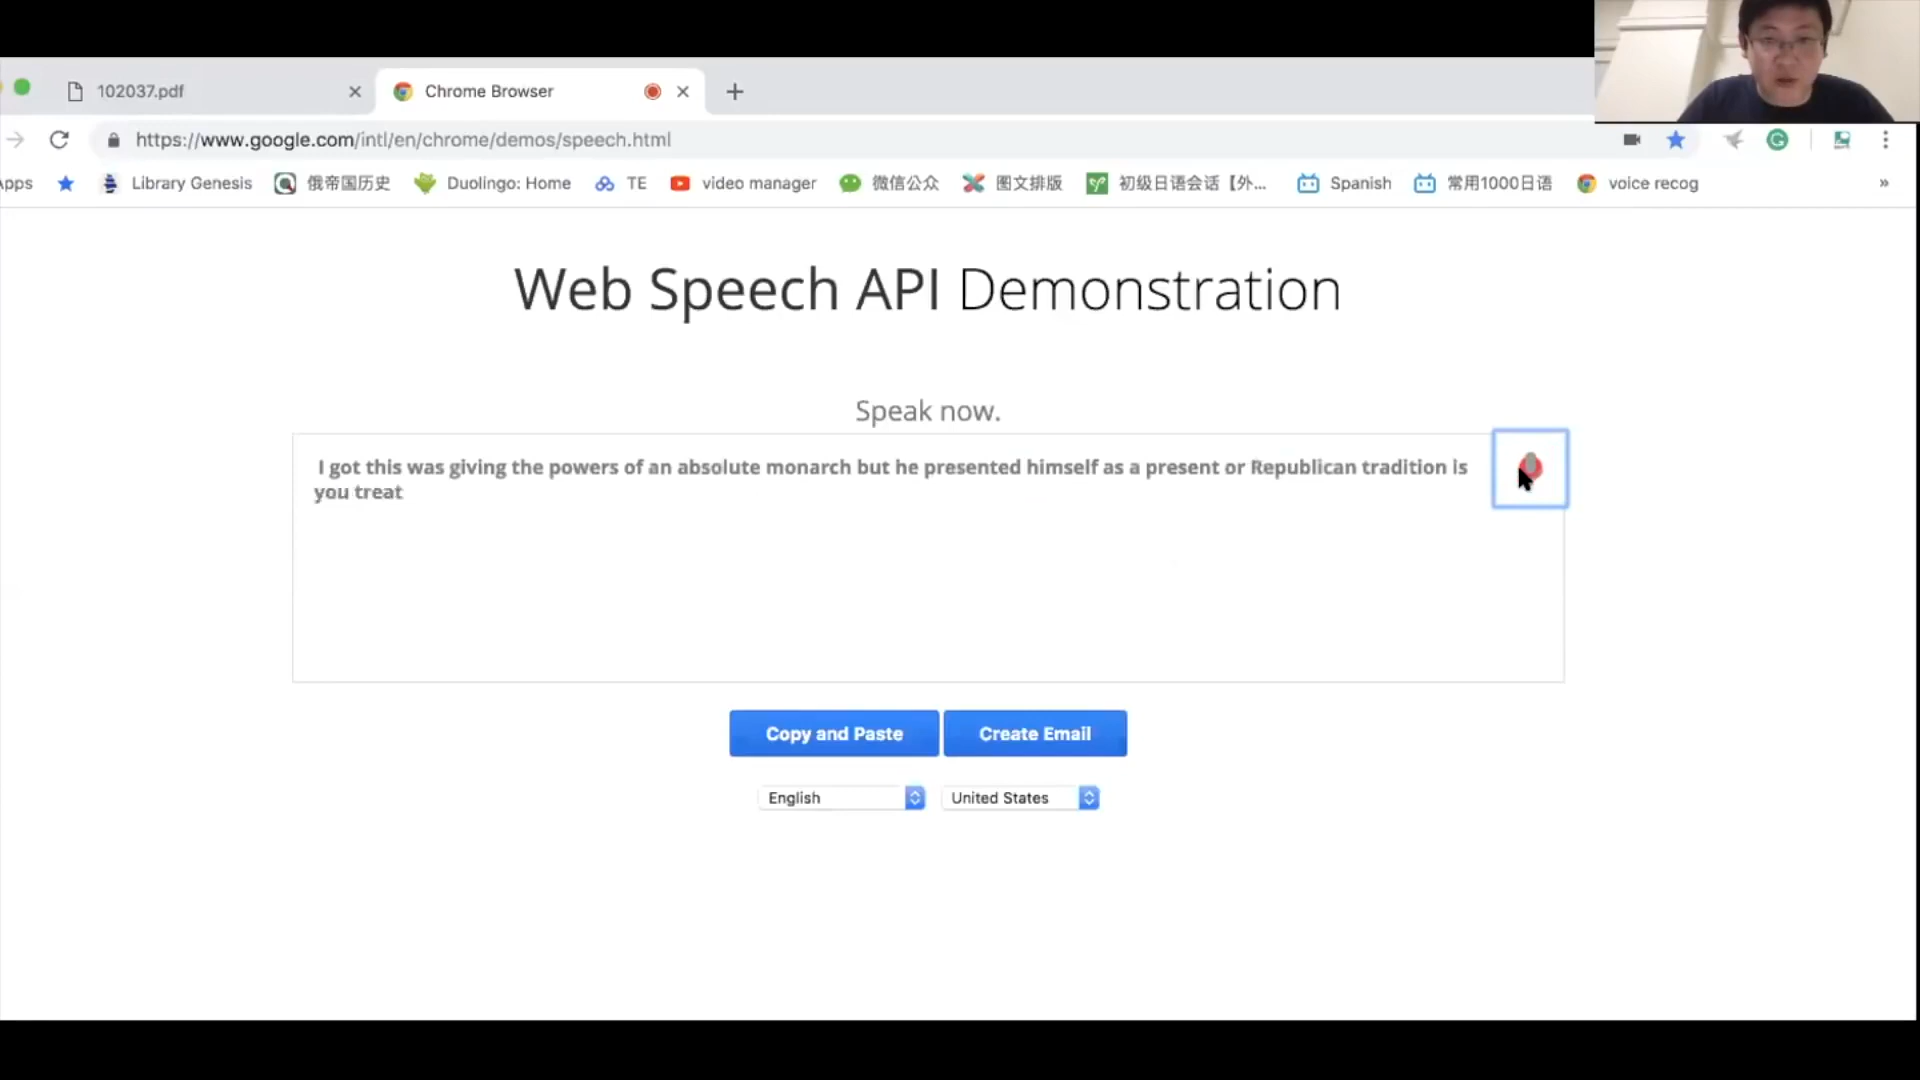 102037.pdf
Chrome Browser
https://www.google.com/intl/en/chrome/demos/speech.html
pps
Library Genesis
俄帝国历史
Duolingo: Home
TE
video manager
微信公众
图文排版
初级日语会话【外...
Spanish
常用1000日语
voice recog
»
Web Speech API Demonstration
Speak now.
I got this was giving the powers of an absolute monarch but he presented himself as a present or Republican tradition is
you treat
Copy and Paste
Create Email
English
United States